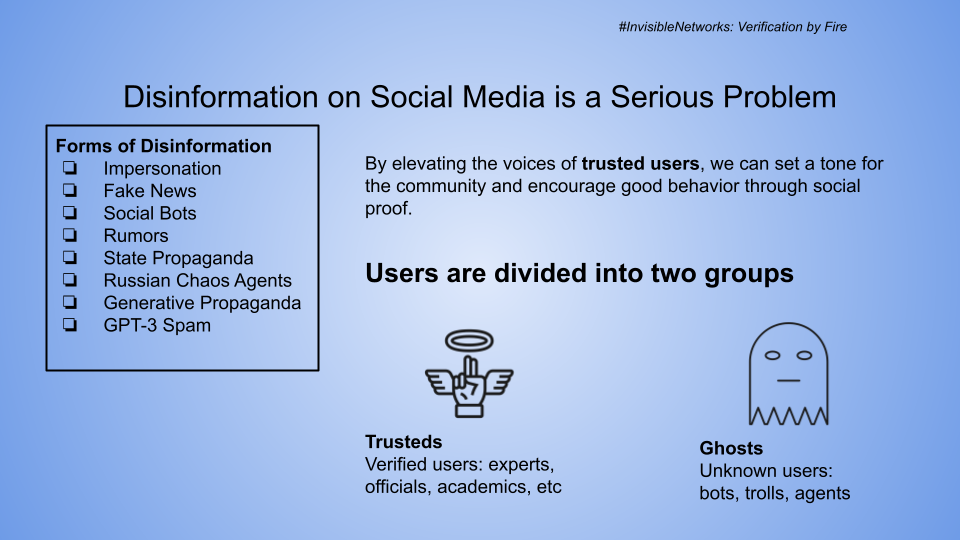 #InvisibleNetworks: Verification by Fire
Disinformation on Social Media is a Serious Problem
Forms of Disinformation
❏ Impersonation
❏ Fake News
❏ Social Bots
❏ Rumors
❏ State Propaganda
❏ Russian Chaos Agents
❏ Generative Propaganda
❏ GPT-3 Spam
By elevating the voices of trusted users, we can set a tone for
the community and encourage good behavior through social
proof.
Users are divided into two groups
Trusteds
Verified users: experts,
officials, academics, etc
Ghosts
Unknown users:
bots, trolls, agents